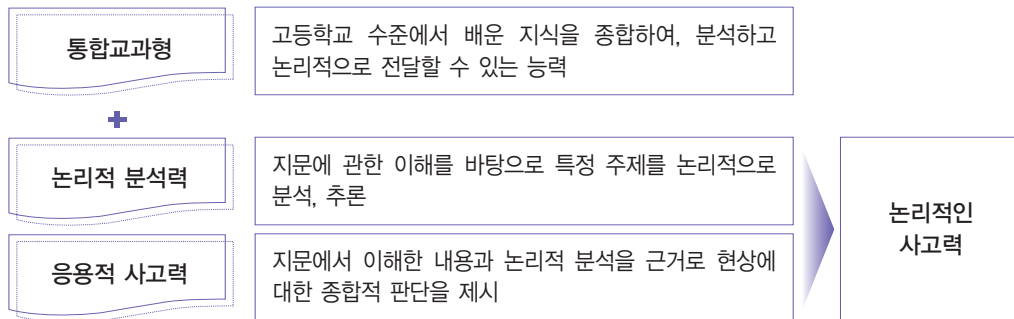 통합교과형
고등학교 수준에서 배운 지식을 종합하여, 분석하고
논리적으로 전달할 수 있는 능력
+
논리적 분석력
지문에 관한 이해를 바탕으로 특정 주제를 논리적으로
분석, 추론
응용적 사고력
지문에서 이해한 내용과 논리적 분석을 근거로 현상에
대한 종합적 판단을 제시
논리적인
사고력